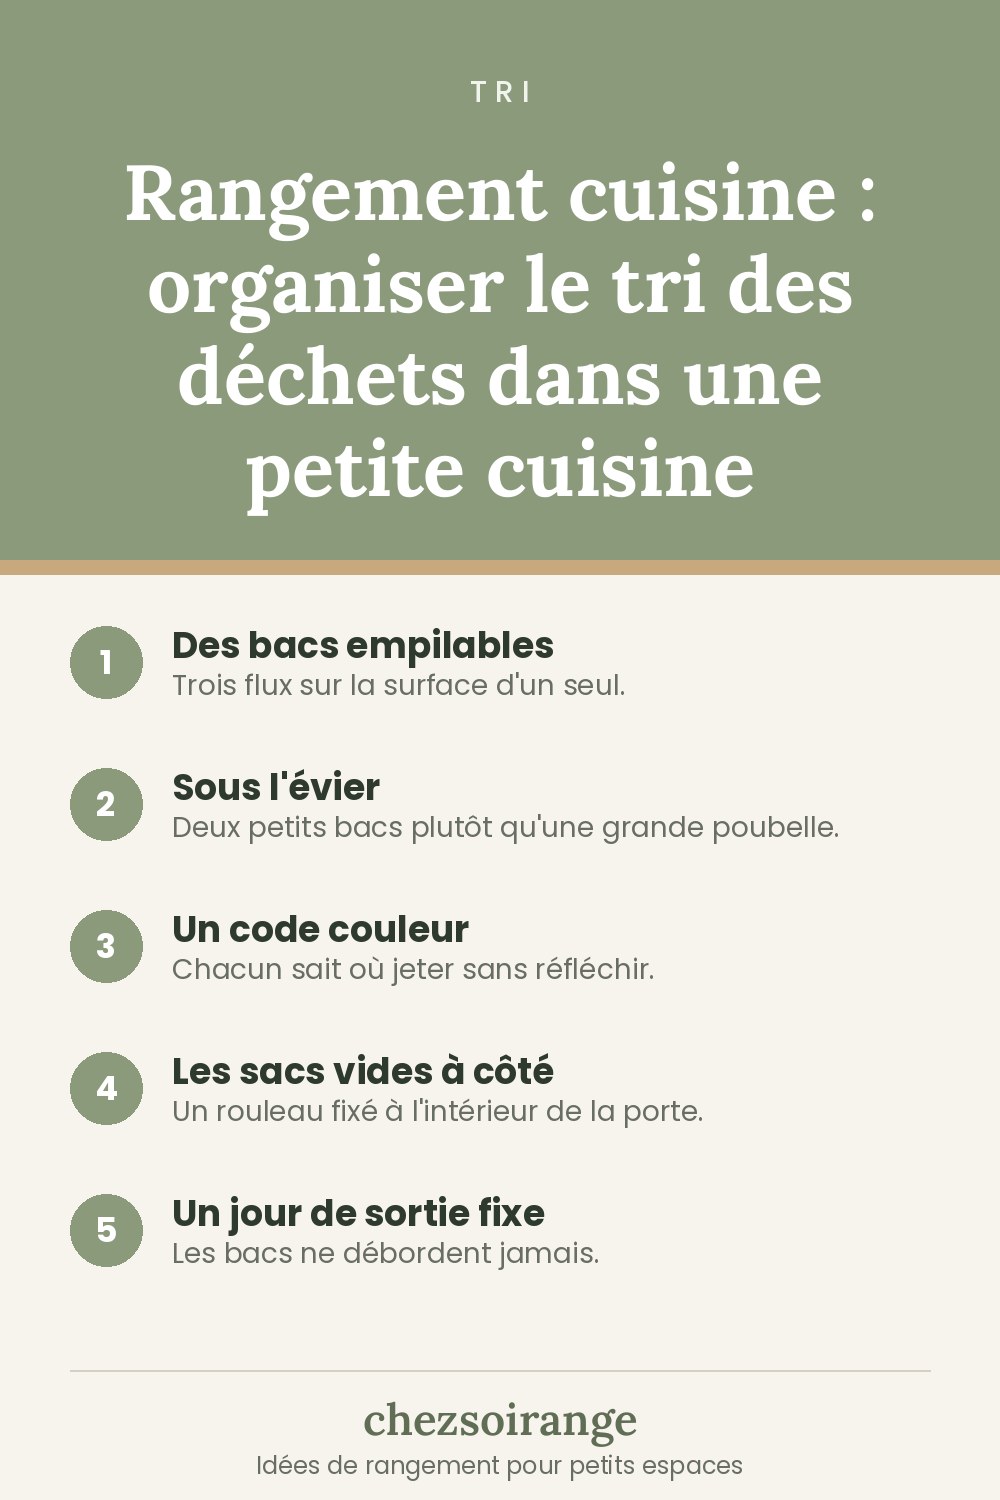 TRI
Rangement cuisine :
organiser le tri des
déchets dans une
petite cuisine
1
Des bacs empilables
Trois flux sur la surface d'un seul.
2
Sous l'évier
Deux petits bacs plutôt qu'une grande poubelle.
3
Un code couleur
Chacun sait où jeter sans réfléchir.
4
Les sacs vides à côté
Un rouleau fixé à l'intérieur de la porte.
5
Un jour de sortie fixe
Les bacs ne débordent jamais.
chezsoirange
Idées de rangement pour petits espaces